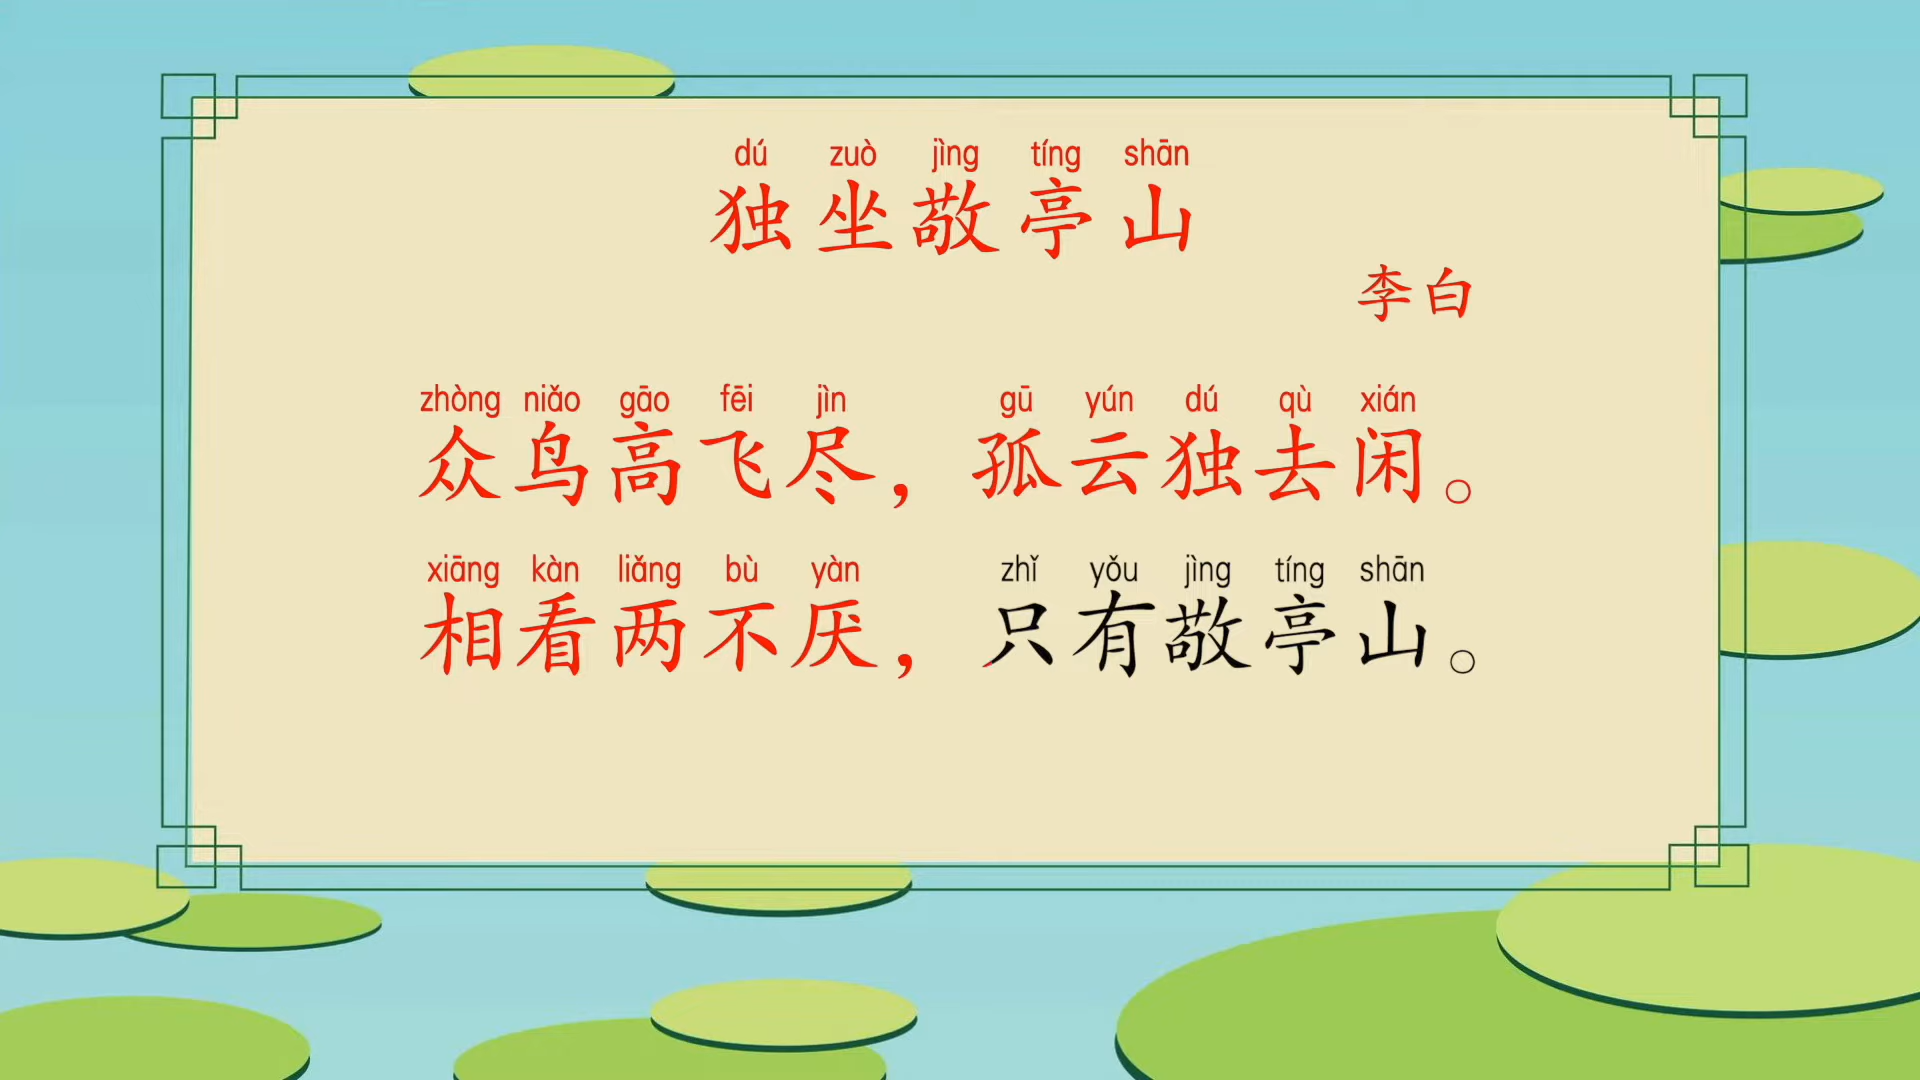 dú zuò jìng tíng shān
独坐敬亭山
李白
zhòng niǎo gāo fēi jìn gū yún dú qù xián
众鸟高飞尽，孤云独去闲。
xiāng kàn liǎng bù yàn zhǐ yǒu jìng tíng shān
相看两不厌，只有敬亭山。